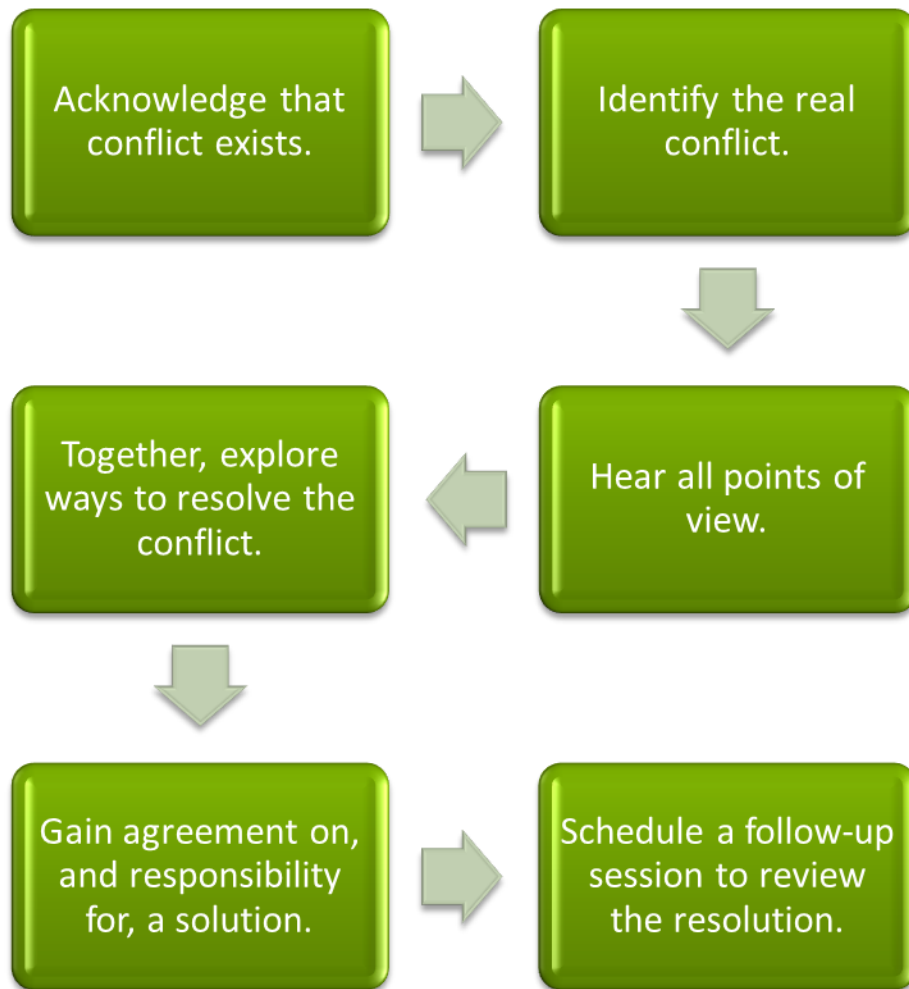 Acknowledge that
conflict exists.
Identify the real
conflict.
Hear all points of
view.
Together, explore
ways to resolve the
conflict.
Gain agreement on,
and responsibility
for, a solution.
Schedule a follow-up
session to review
the resolution.